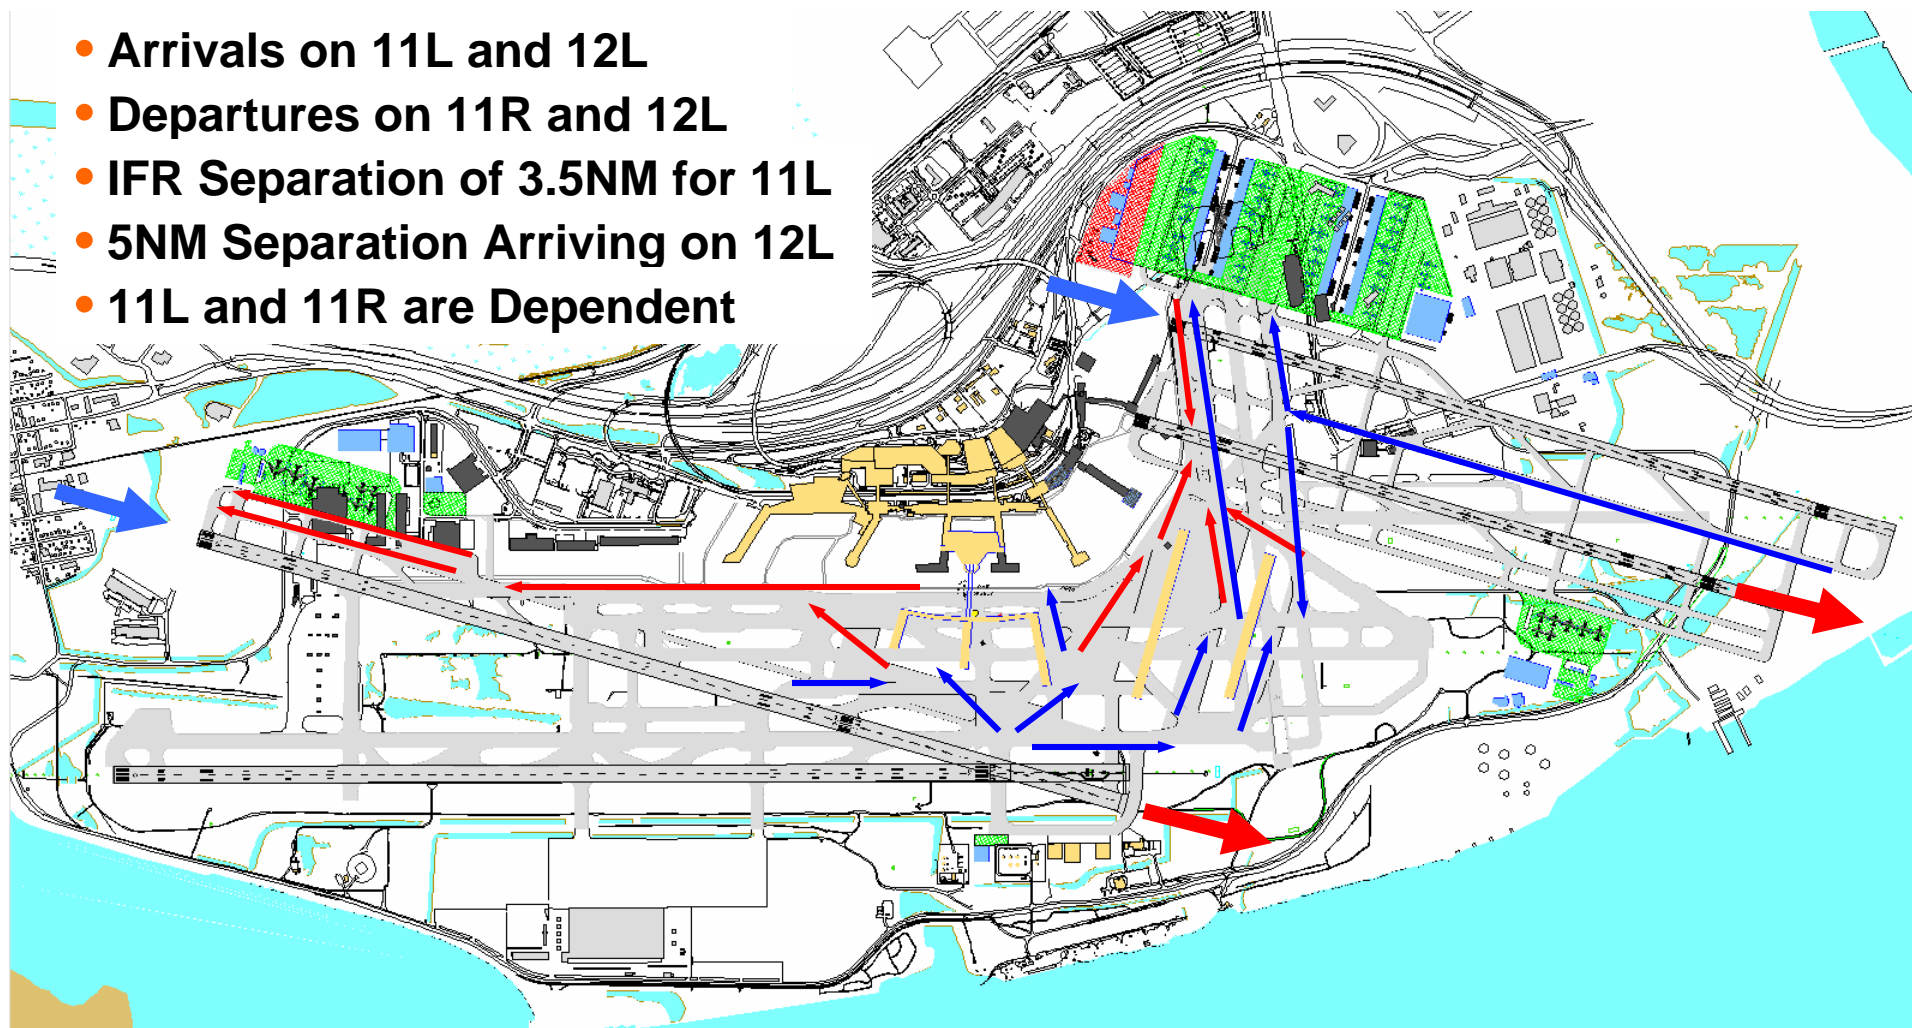 • Arrivals on 11L and 12L
• Departures on 11R and 12L
• IFR Separation of 3.5NM for 11L
• 5NM Separation Arriving on 12L
• 11L and 11R are Dependent